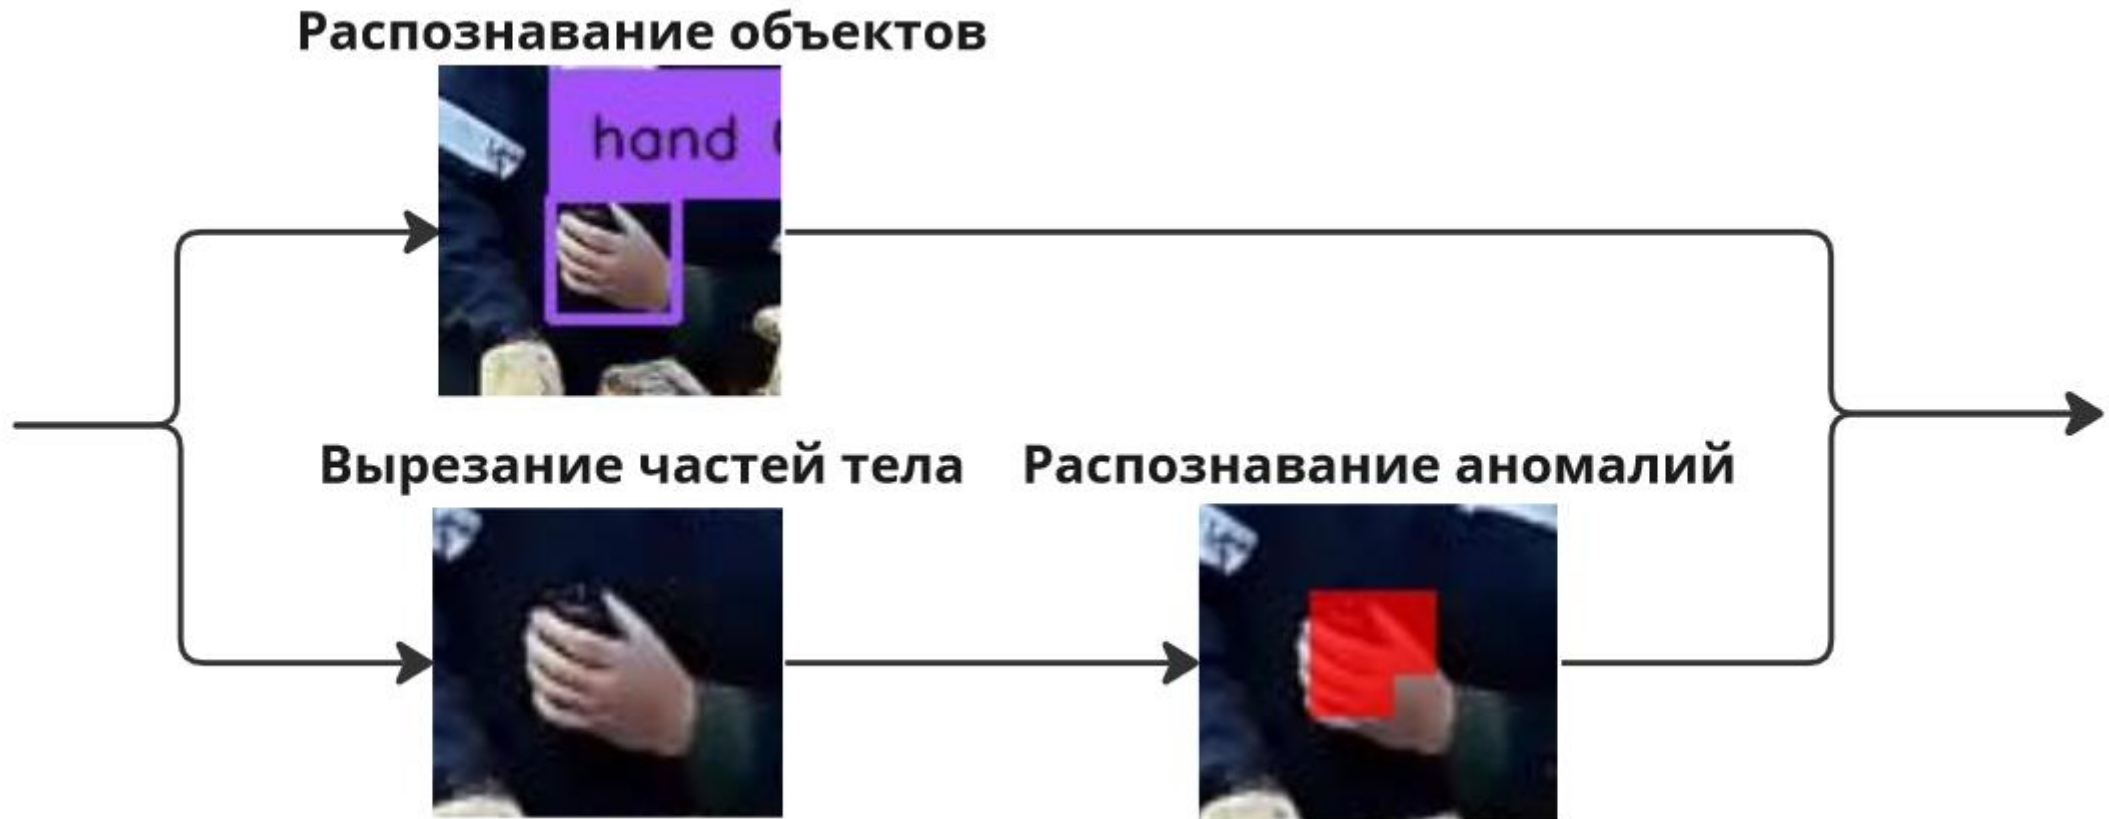 Распознавание объектов
hand
Вырезание частей тела
Распознавание аномалий